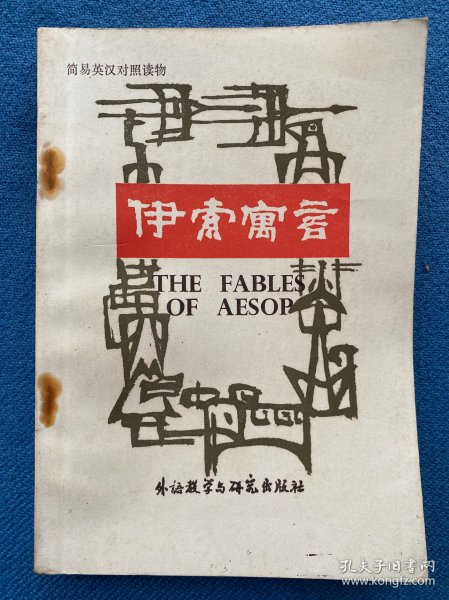 简易英汉对照读物
伊索寓言
THE FABLES
OF AESOP
外語教学与研究出版社
孔夫子旧书网
www.kongfz.com